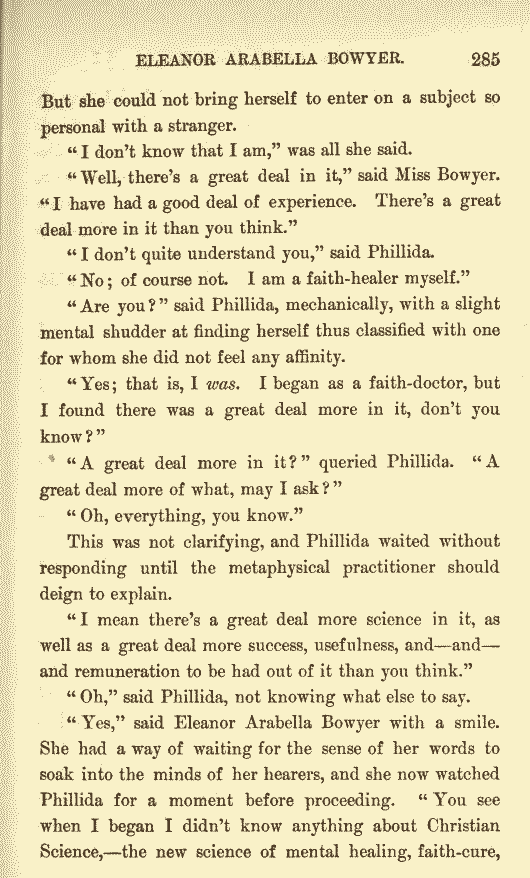 ELEANOR ARABELLA BOWYER. 285
But she could not bring herself to enter on a subject so
personal with a stranger.
“I don’t know that I am,” was all she said.
“Well, there’s a great deal in it,” said Miss Bowyer.
“I have had a good deal of experience. There’s a great
deal more in it than you think.”
“I don’t quite understand you,” said Phillida.
“No; of course not. I am a faith-healer myself.”
“Are you?” said Phillida, mechanically, with a slight
mental shudder at finding herself thus classified with one
for whom she did not feel any affinity.
“Yes; that is, I was. I began as a faith-doctor, but
I found there was a great deal more in it, don’t you
know?”
“A great deal more in it?” queried Phillida. “A
great deal more of what, may I ask?”
“Oh, everything, you know.”
This was not clarifying, and Phillida waited without
responding until the metaphysical practitioner should
deign to explain.
“I mean there’s a great deal more science in it, as
well as a great deal more success, usefulness, and—and—
and remuneration to be had out of it than you think.”
“Oh,” said Phillida, not knowing what else to say.
“Yes,” said Eleanor Arabella Bowyer with a smile.
She had a way of waiting for the sense of her words to
soak into the minds of her hearers, and she now watched
Phillida for a moment before proceeding. “You see
when I began I didn’t know anything about Christian
Science,—the new science of mental healing, faith-cure,